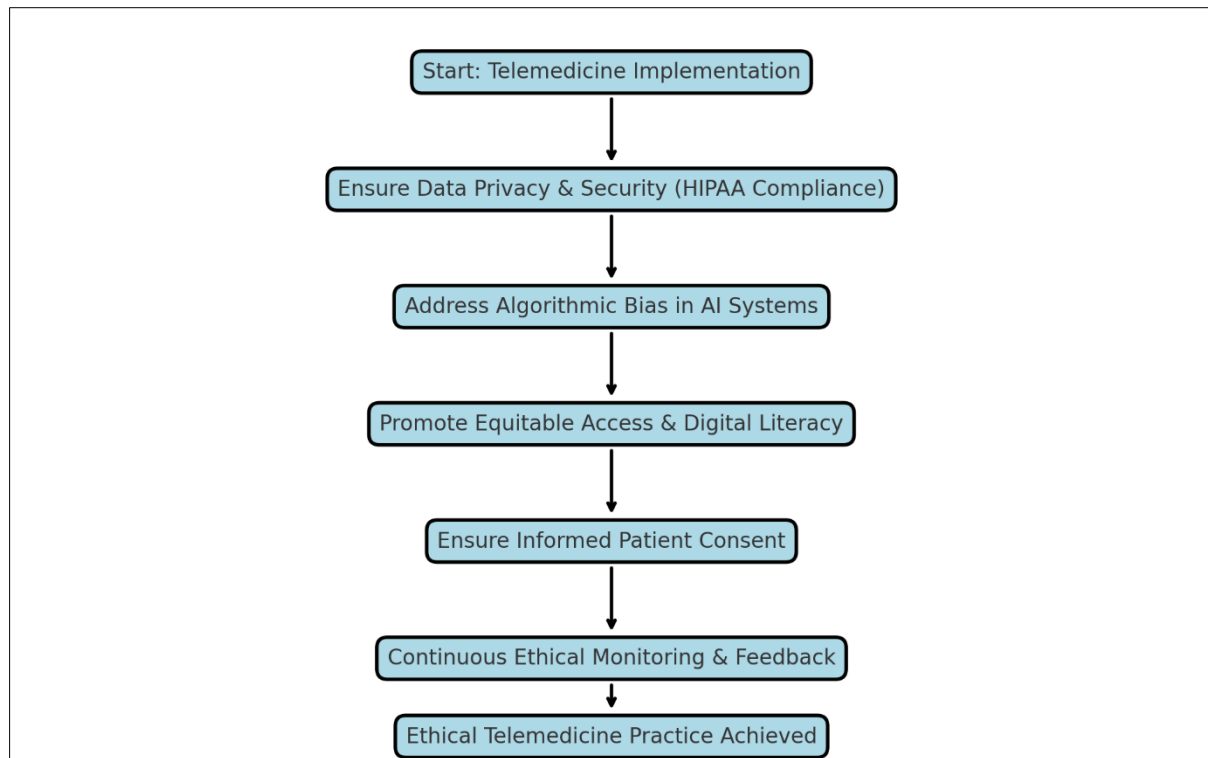 Start: Telemedicine Implementation
Ensure Data Privacy & Security (HIPAA Compliance)
Address Algorithmic Bias in AI Systems
Promote Equitable Access & Digital Literacy
Ensure Informed Patient Consent
Continuous Ethical Monitoring & Feedback
Ethical Telemedicine Practice Achieved